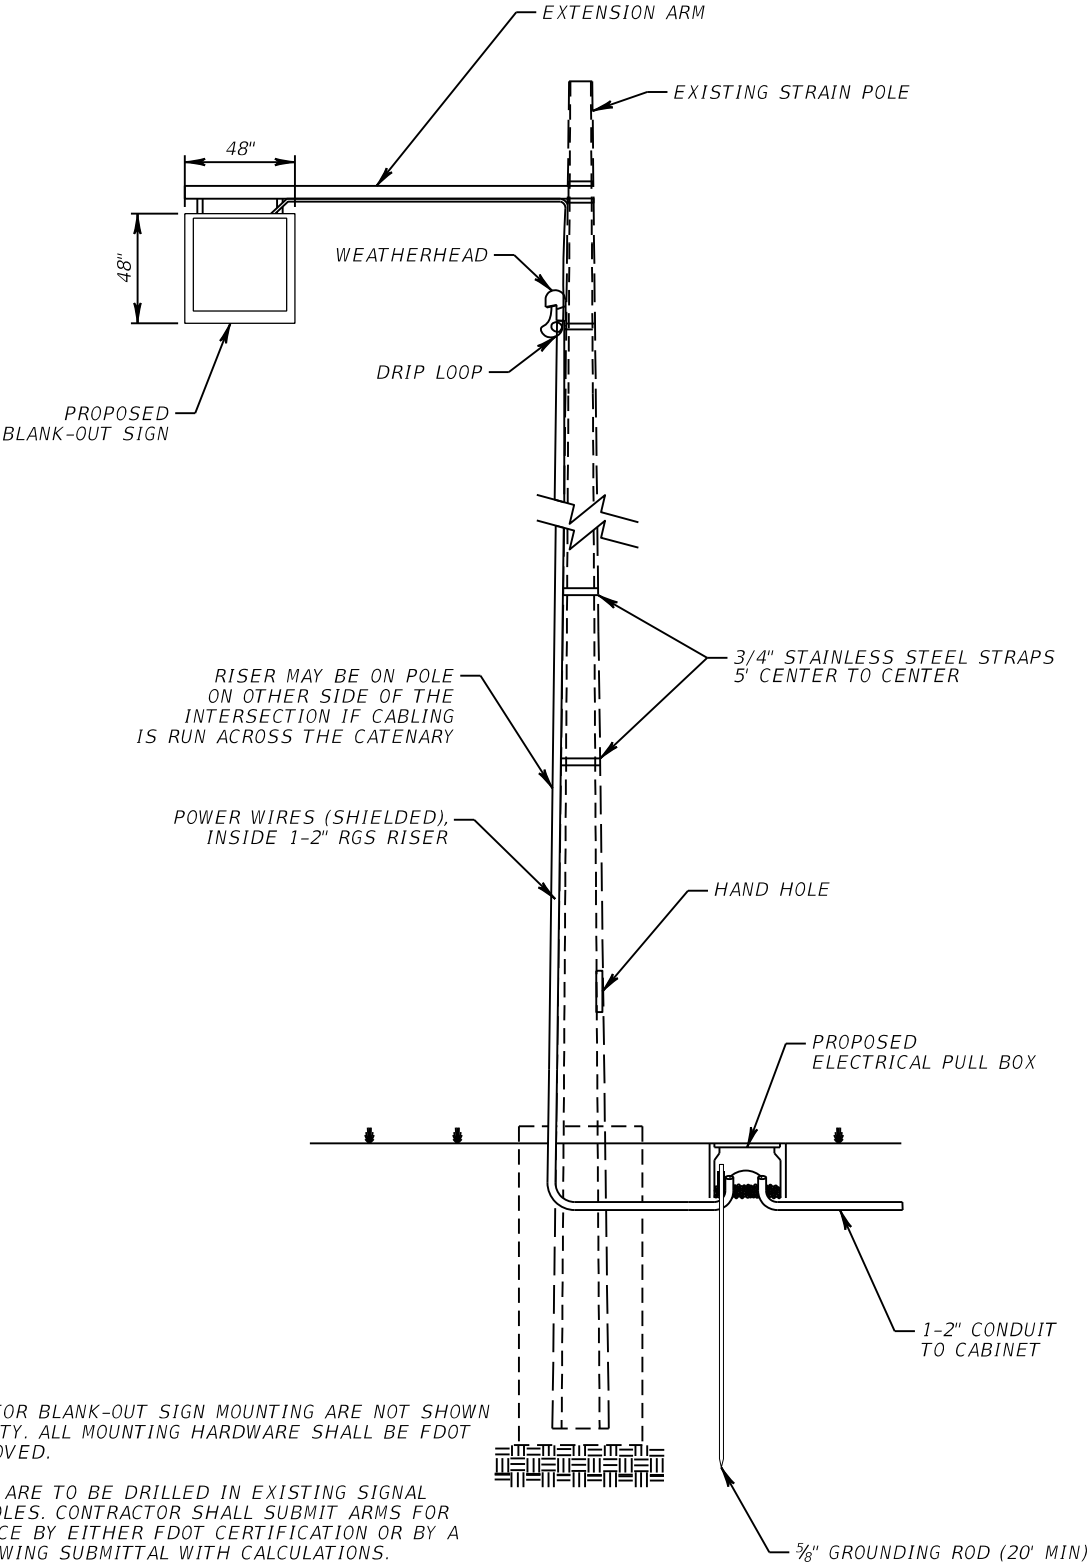 EXTENSION ARM
EXISTING STRAIN POLE
48"
48"
WEATHERHEAD
DRIP LOOP
PROPOSED
BLANK-OUT SIGN
3/4" STAINLESS STEEL STRAPS
5' CENTER TO CENTER
RISER MAY BE ON POLE
ON OTHER SIDE OF THE
INTERSECTION IF CABLING
IS RUN ACROSS THE CATENARY
POWER WIRES (SHIELDED),
INSIDE 1-2" RGS RISER
HAND HOLE
PROPOSED
ELECTRICAL PULL BOX
1-2" CONDUIT
TO CABINET
OR BLANK-OUT SIGN MOUNTING ARE NOT SHOWN
TY. ALL MOUNTING HARDWARE SHALL BE FDOT
OVED.
ARE TO BE DRILLED IN EXISTING SIGNAL
OLES. CONTRACTOR SHALL SUBMIT ARMS FOR
CE BY EITHER FDOT CERTIFICATION OR BY A
WING SUBMITTAL WITH CALCULATIONS.
5/8" GROUNDING ROD (20' MIN)